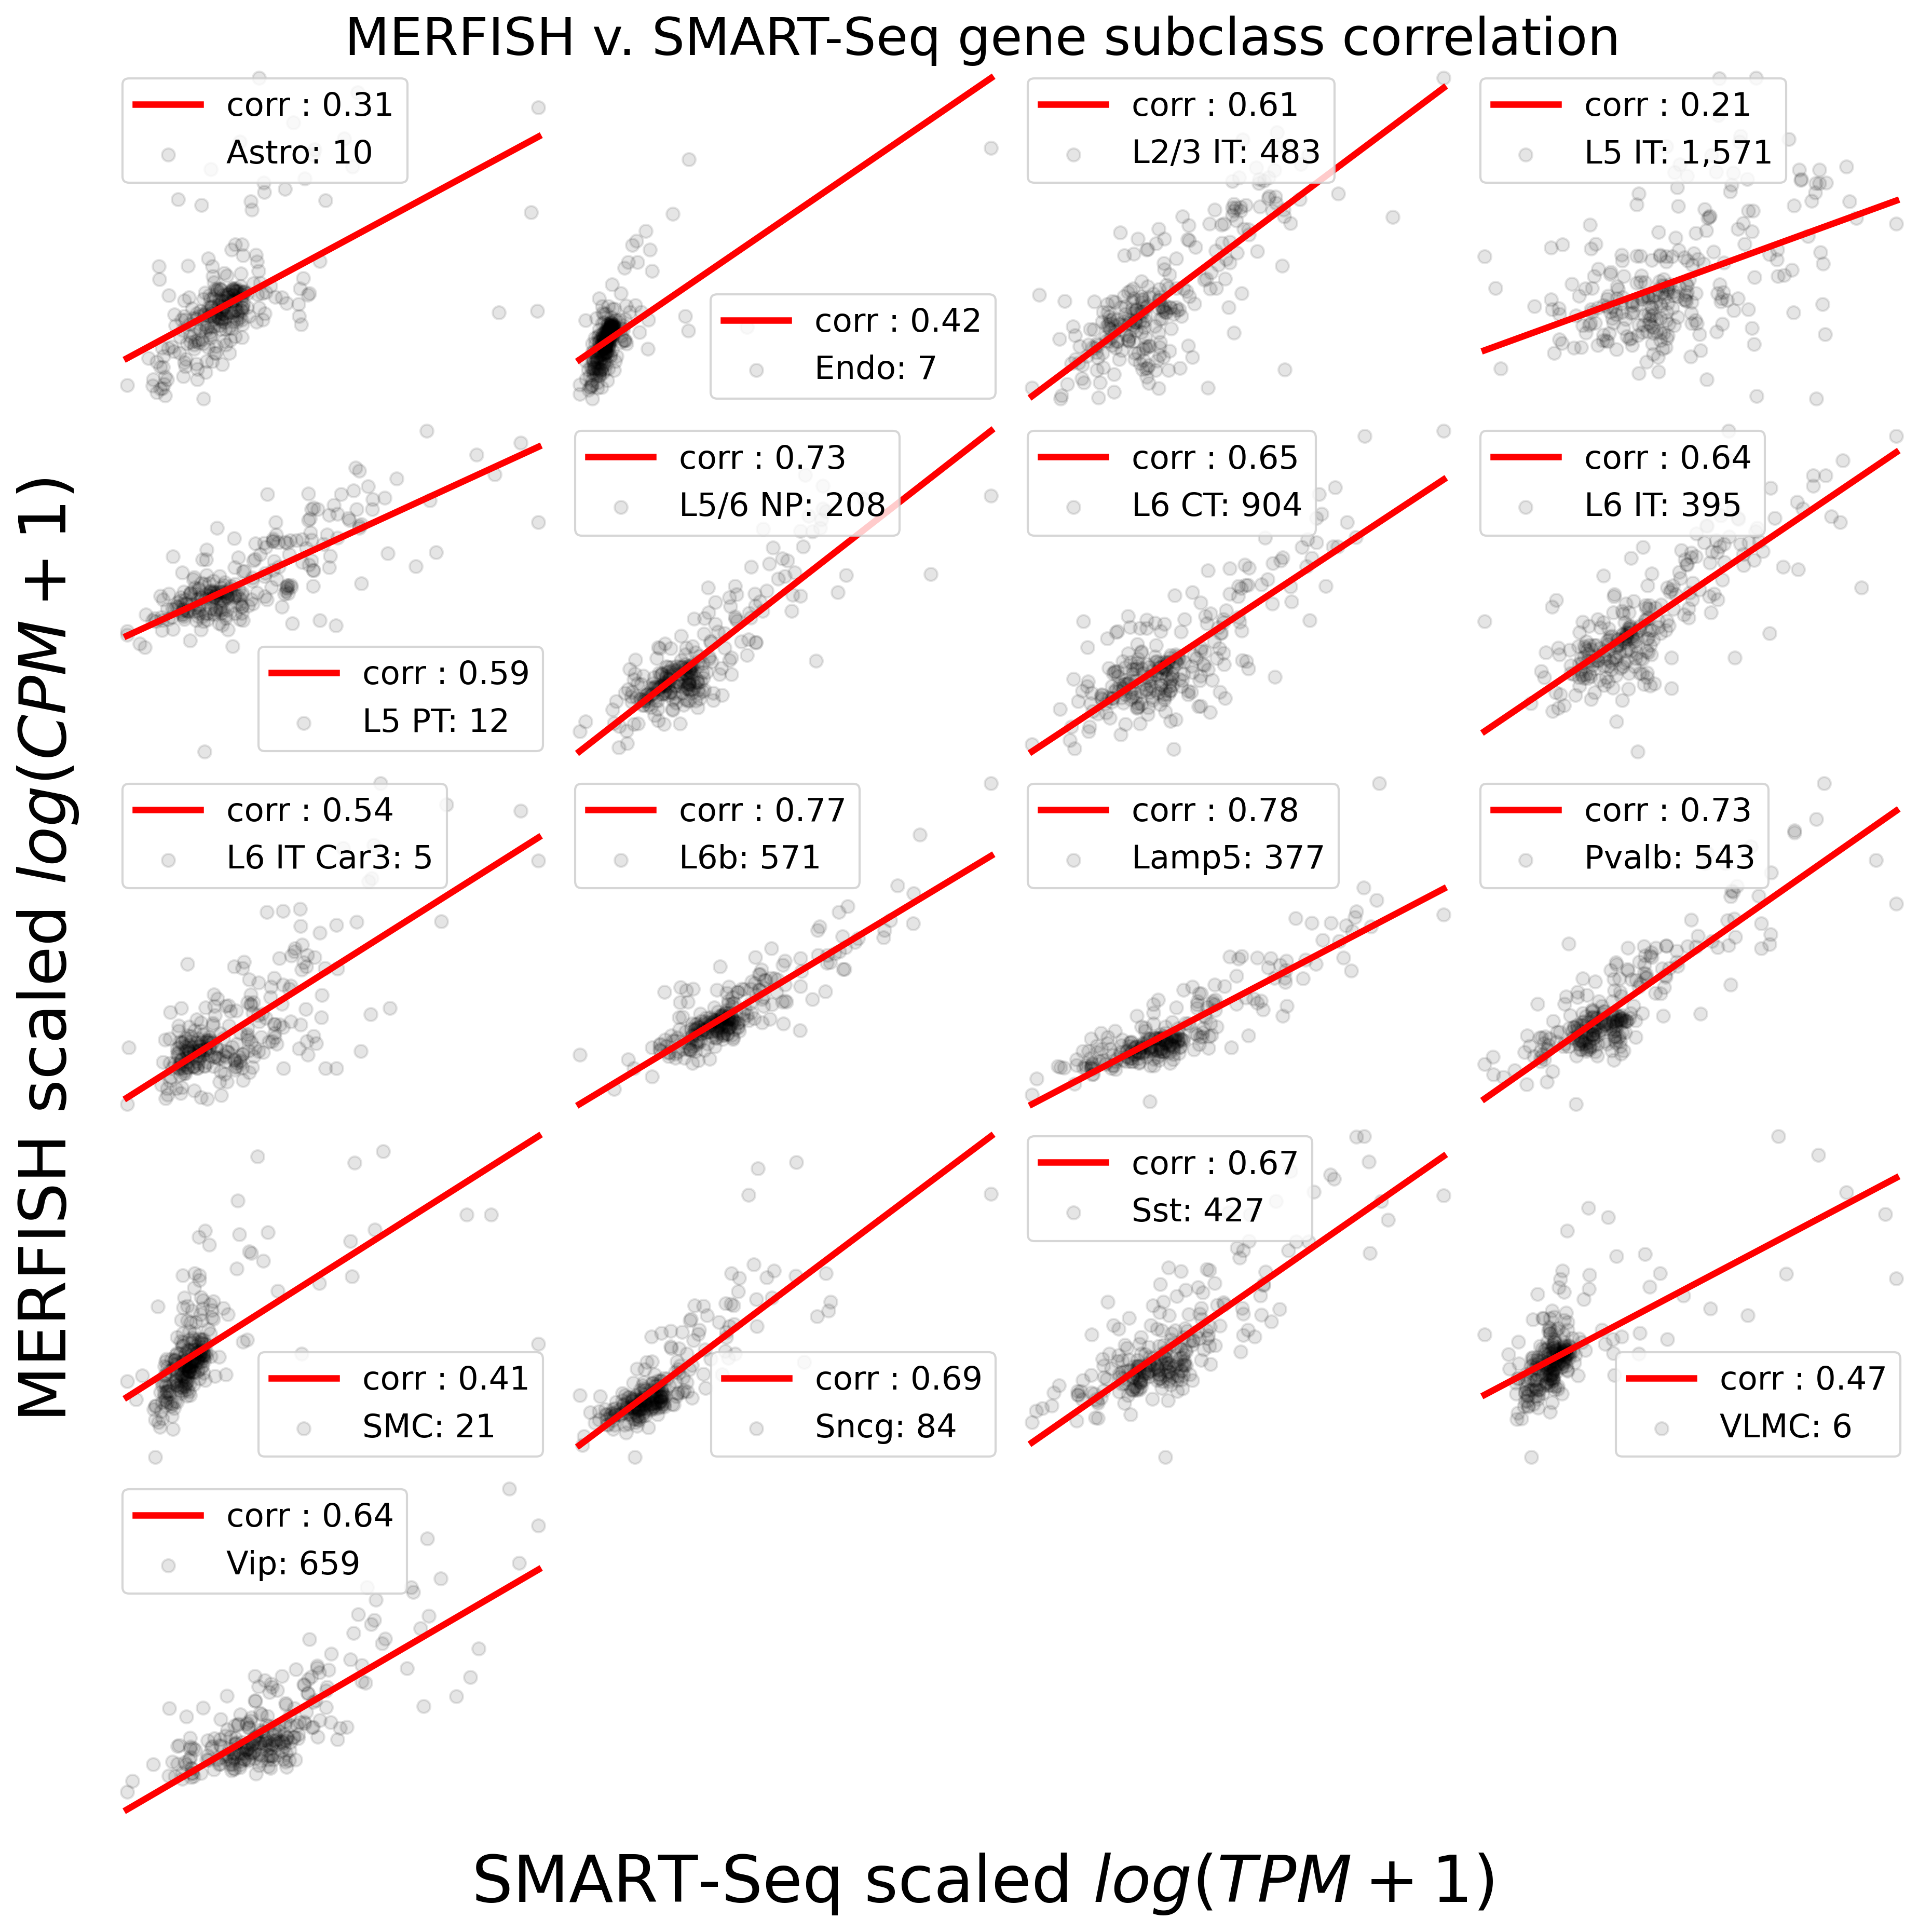 MERFISH v. SMART-Seq gene subclass correlation
corr : 0.31
Astro: 10
corr : 0.42
Endo: 7
corr : 0.61
L2/3 IT: 483
corr : 0.21
L5 IT: 1,571
corr : 0.59
L5 PT: 12
corr : 0.73
L5/6 NP: 208
corr : 0.65
L6 CT: 904
corr : 0.64
L6 IT: 395
corr : 0.54
L6 IT Car3: 5
corr : 0.77
L6b: 571
corr : 0.78
Lamp5: 377
corr : 0.73
Pvalb: 543
corr : 0.41
SMC: 21
corr : 0.69
Sncg: 84
corr : 0.67
Sst: 427
corr : 0.47
VLMC: 6
corr : 0.64
Vip: 659
MERFISH scaled log(CPM + 1)
SMART-Seq scaled log(TPM + 1)